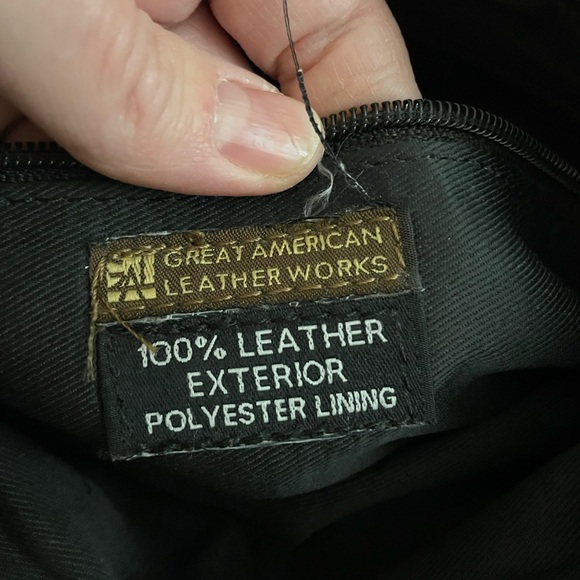 GREAT AMERICAN
LEATHER WORKS
100% LEATHER
EXTERIOR
POLYESTER LINING